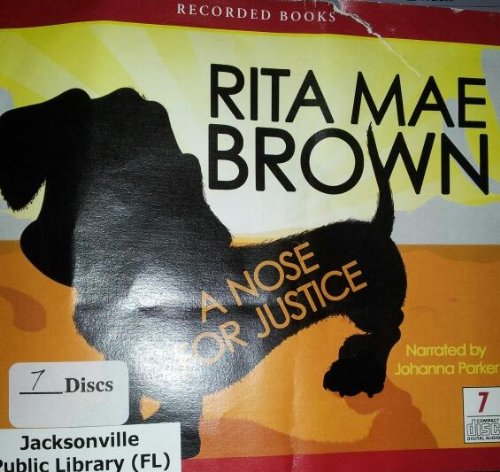 RECORDED BOOKS
RITA MAE
BROWN
A NOSE
FOR JUSTICE
Narrated by
Johanna Parker
7 Discs
7
COMPACT
disc
DIGITAL AUDIO
Jacksonville
Public Library (FL)